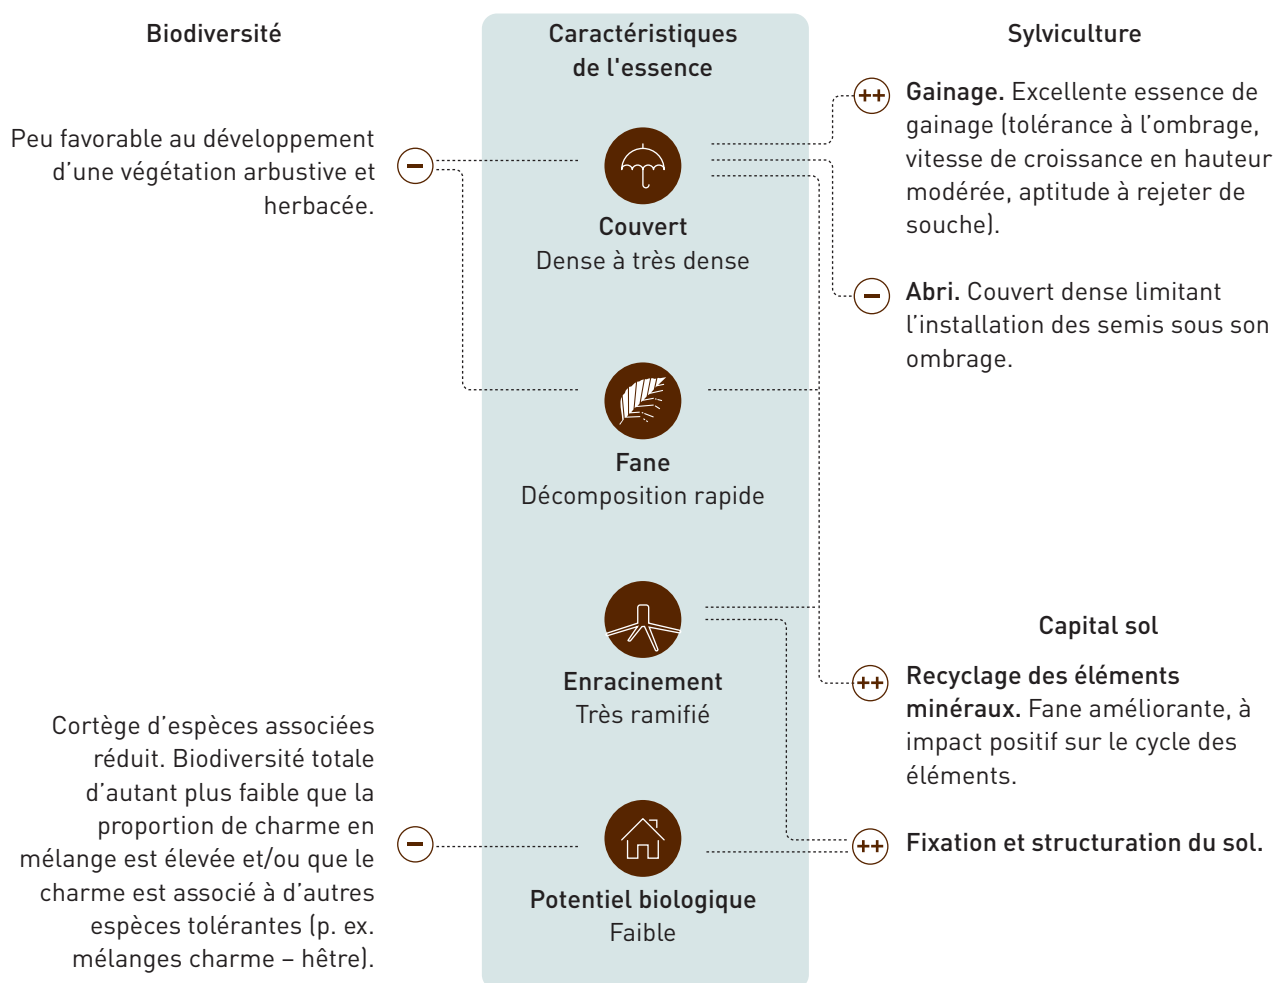 Biodiversité
Peu favorable au développement
d’une végétation arbustive et
herbacée.
−
Cortège d’espèces associées
réduit. Biodiversité totale
d’autant plus faible que la
proportion de charme en
mélange est élevée et/ou que le
charme est associé à d’autres
espèces tolérantes (p. ex.
mélanges charme – hêtre).
−
Caractéristiques
de l'essence
Couvert
Dense à très dense
Fane
Décomposition rapide
Enracinement
Très ramifié
Potentiel biologique
Faible
Sylviculture
++
Gainage. Excellente essence de
gainage (tolérance à l’ombrage,
vitesse de croissance en hauteur
modérée, aptitude à rejeter de
souche).
−
Abri. Couvert dense limitant
l’installation des semis sous son
ombrage.
Capital sol
++
Recyclage des éléments
minéraux. Fane améliorante, à
impact positif sur le cycle des
éléments.
++
Fixation et structuration du sol.